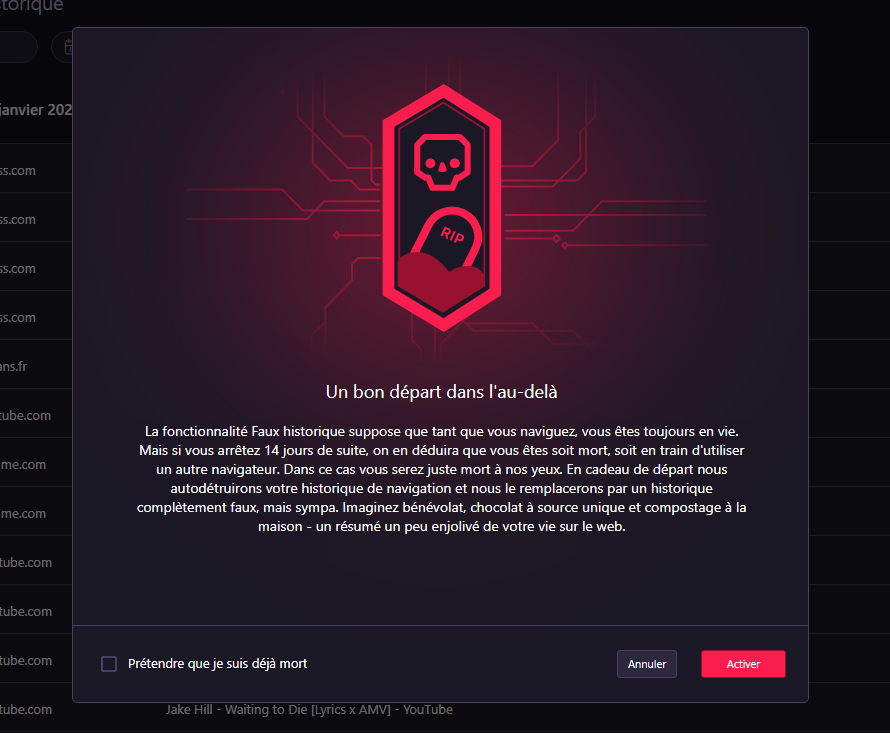 storique
janvier 202
ss.com
ss.com
ss.com
ss.com
ans.fr
tube.com
me.com
me.com
tube.com
tube.com
tube.com
tube.com
Jake Hill - Waiting to Die [Lyrics x AMV] - YouTube
RIP
Un bon départ dans l'au-delà
La fonctionnalité Faux historique suppose que tant que vous naviguez, vous êtes toujours en vie.
Mais si vous arrêtez 14 jours de suite, on en déduira que vous êtes soit mort, soit en train d'utiliser
un autre navigateur. Dans ce cas vous serez juste mort à nos yeux. En cadeau de départ nous
autodétruirons votre historique de navigation et nous le remplacerons par un historique
complètement faux, mais sympa. Imaginez bénévolat, chocolat à source unique et compostage à la
maison - un résumé un peu enjolivé de votre vie sur le web.
Prétendre que je suis déjà mort
Annuler
Activer